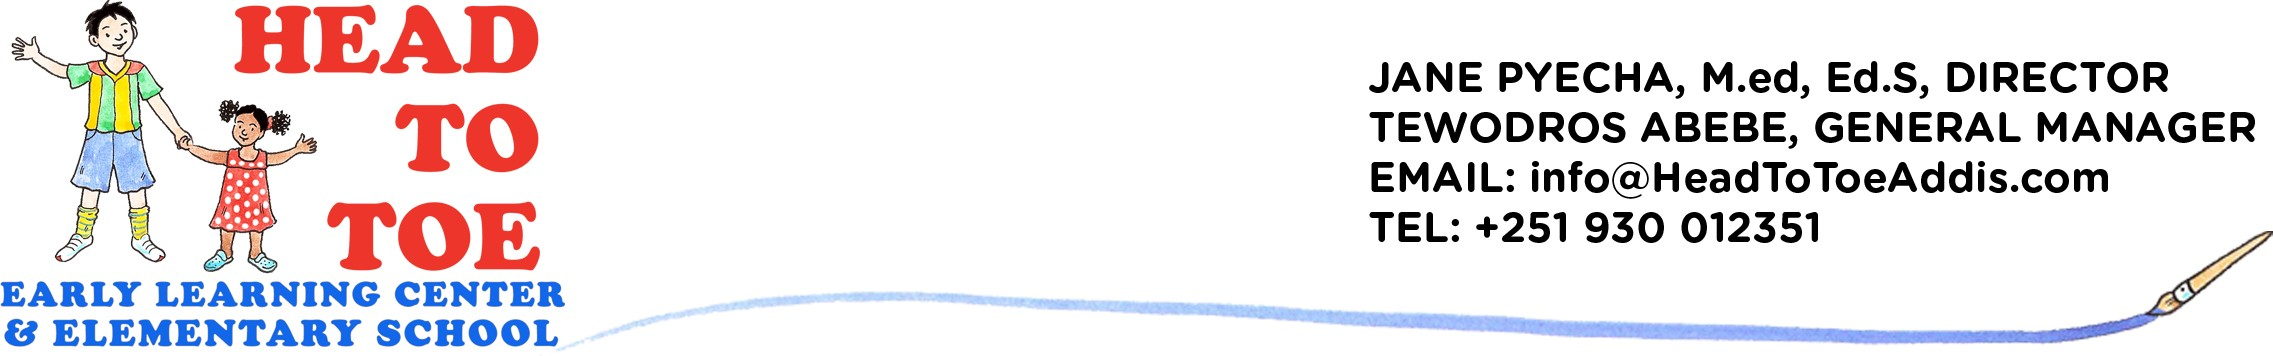 HEAD
TO
TOE
EARLY LEARNING CENTER
& ELEMENTARY SCHOOL
JANE PYECHA, M.ed, Ed.S, DIRECTOR
TEWODROS ABEBE, GENERAL MANAGER
EMAIL: info@HeadToToeAddis.com
TEL: +251 930 012351